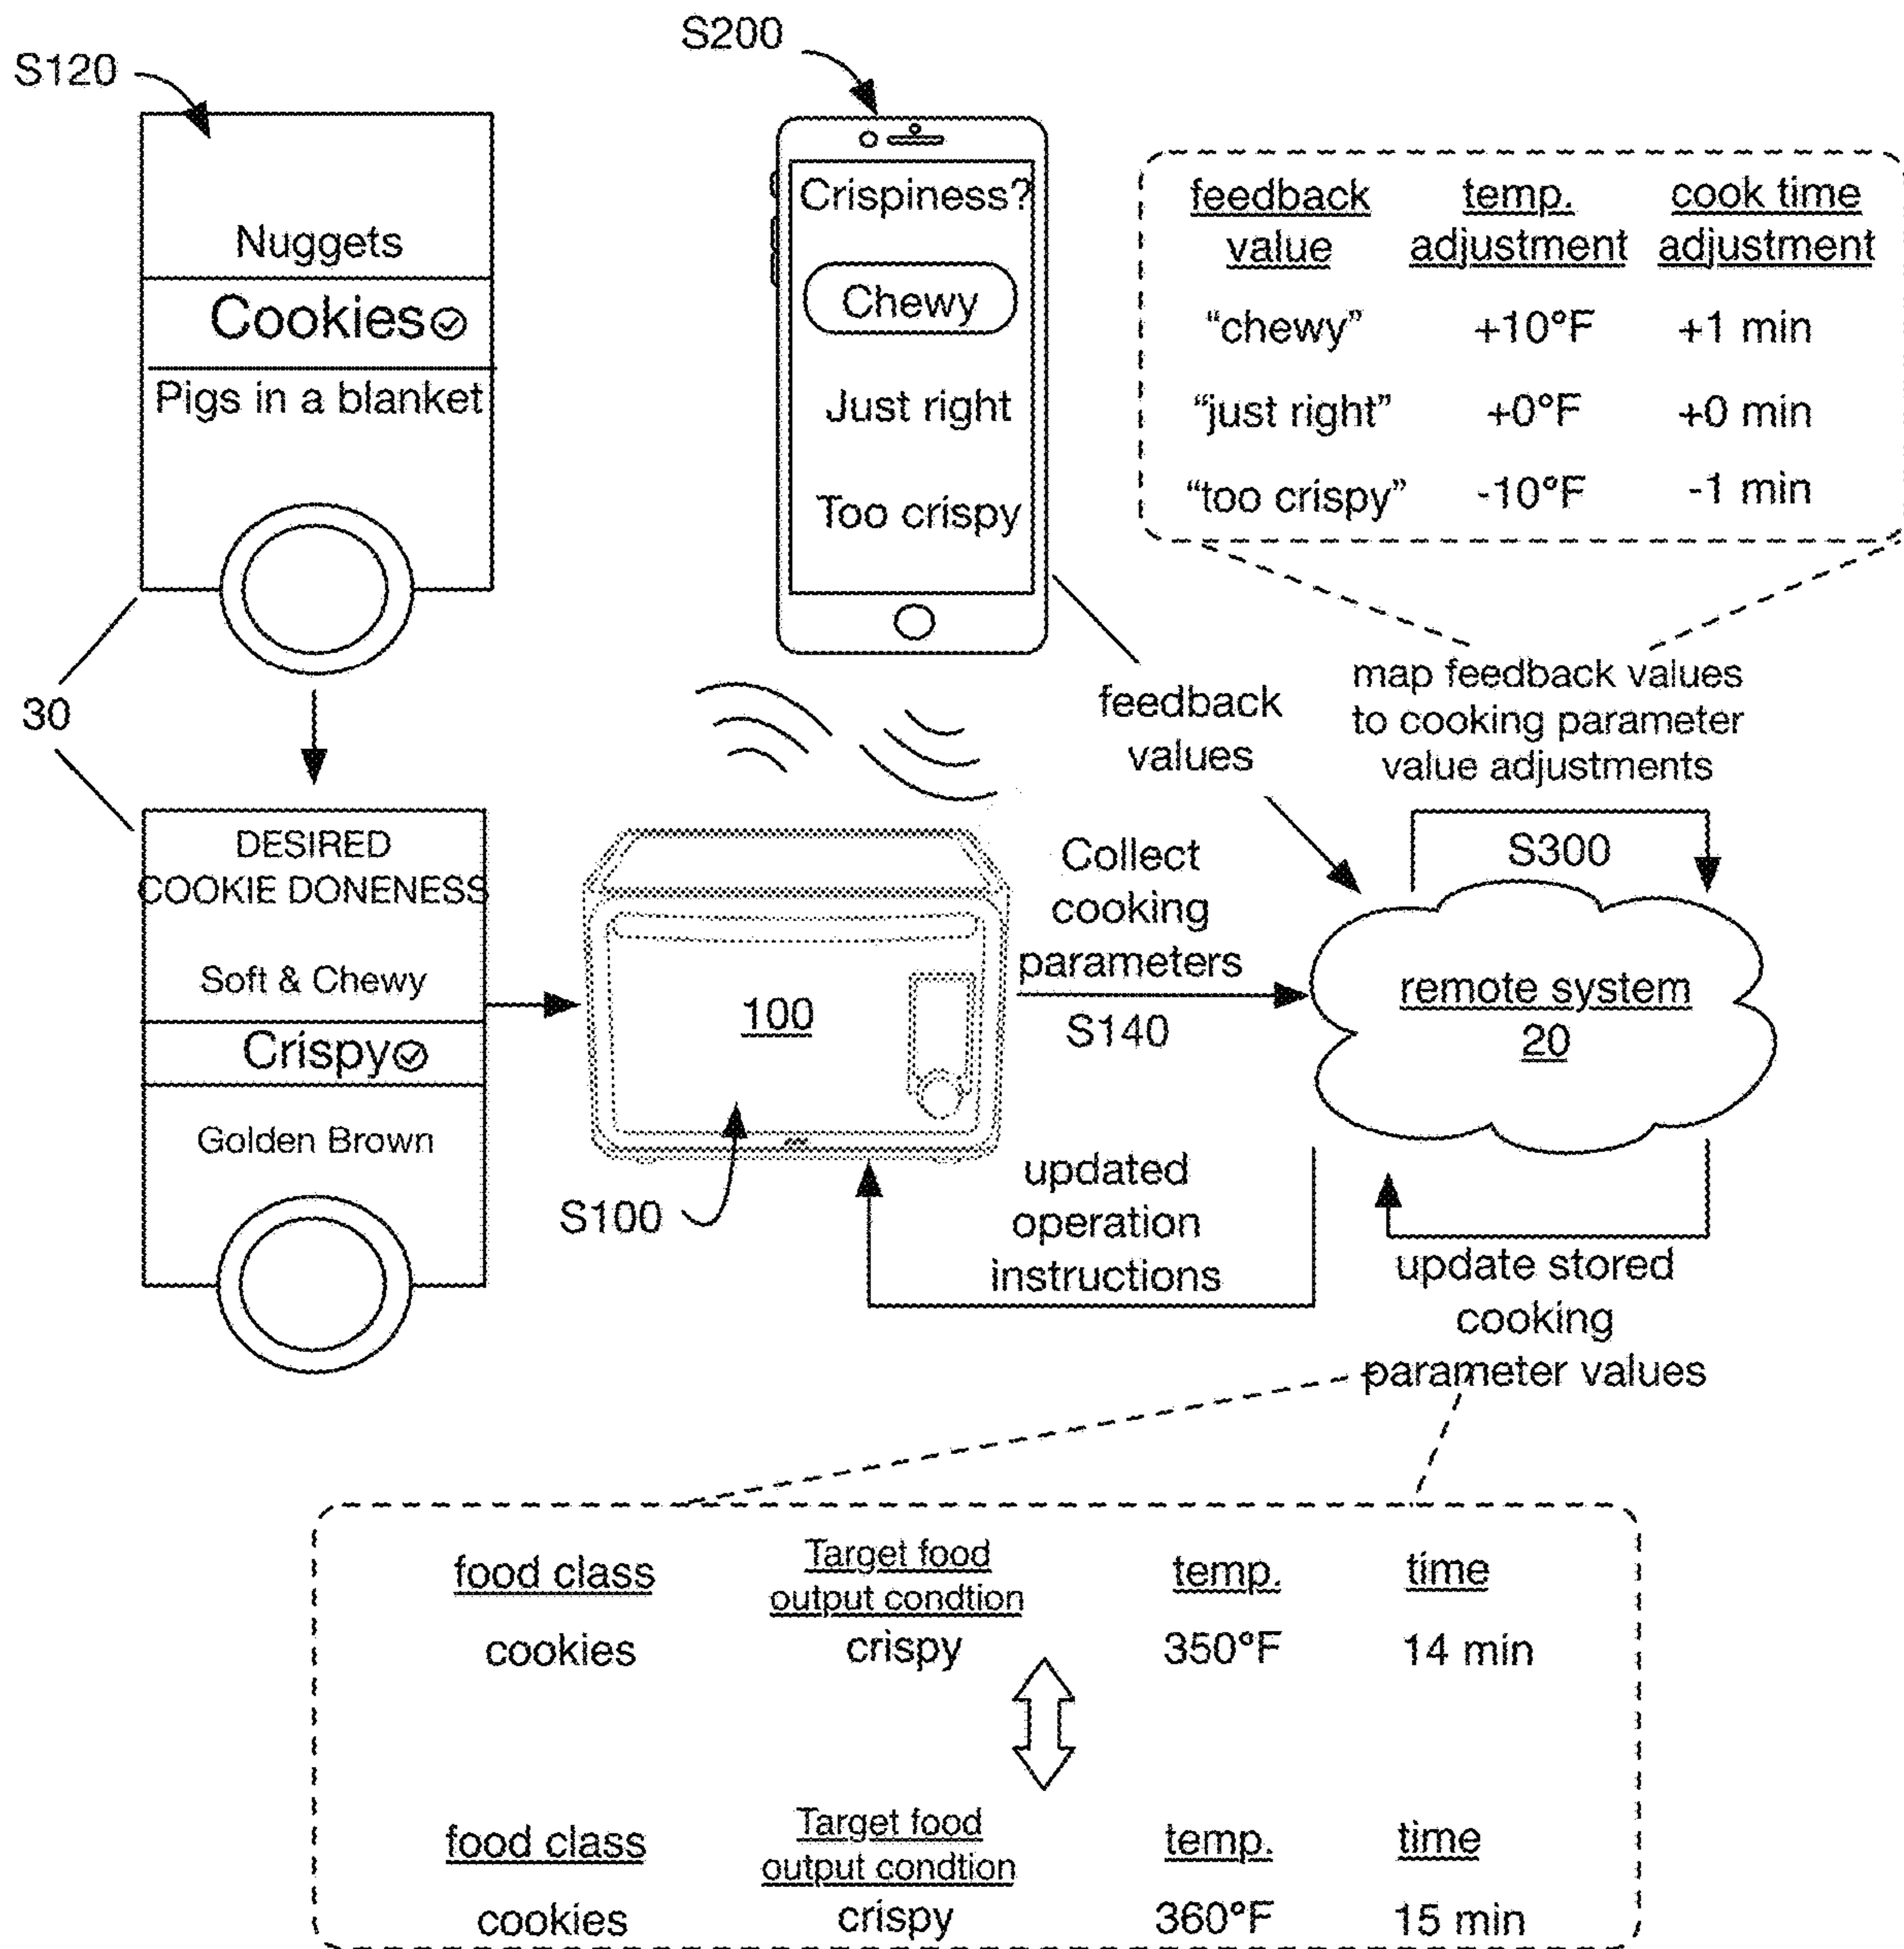 S120
Nuggets
Cookies
Pigs in a blanket
30
DESIRED
COOKIE DONENESS
Soft & Chewy
Crispy
Golden Brown
S200
Crispiness?
Chewy
Just right
Too crispy
feedback
value
temp.
adjustment
cook time
adjustment
“chewy” +10°F +1 min
“just right” +0°F +0 min
“too crispy” -10°F -1 min
feedback
values
map feedback values
to cooking parameter
value adjustments
S300
100
S100
Collect
cooking
parameters
S140
remote system
20
updated
operation
instructions
update stored
cooking
parameter values
food class
Target food
output condtion
temp.
time
cookies crispy 350°F 14 min
food class
Target food
output condtion
temp.
time
cookies crispy 360°F 15 min